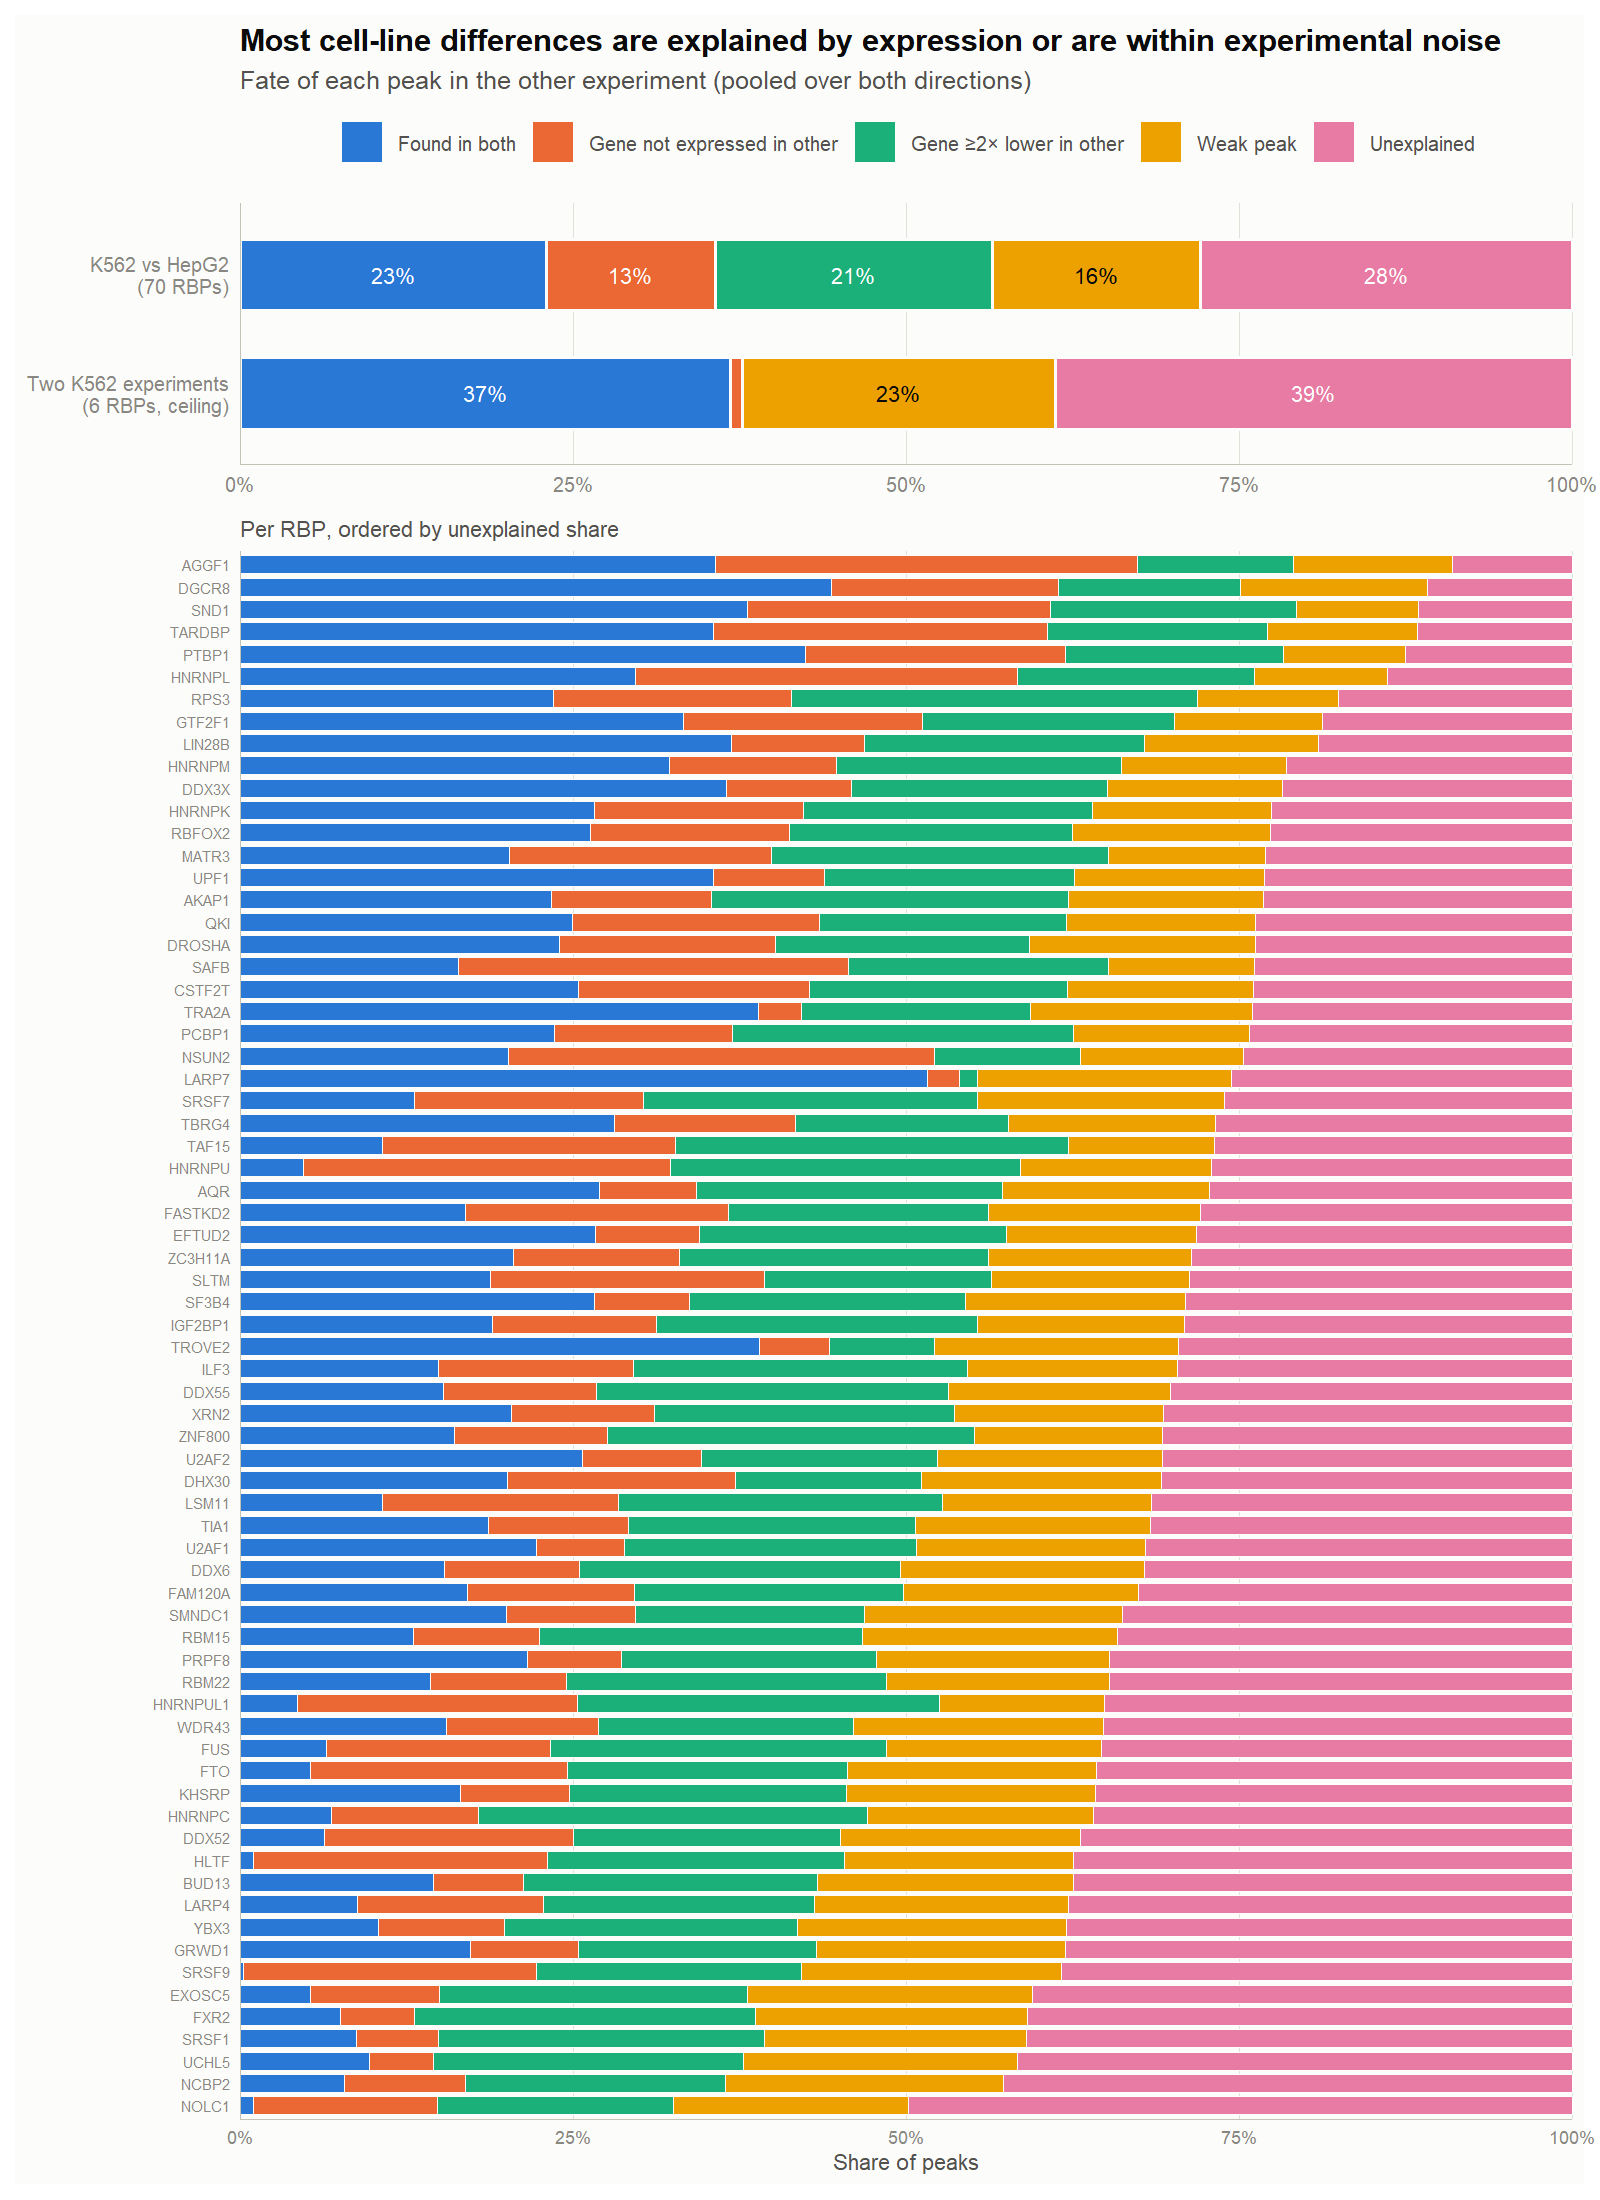 Most cell-line differences are explained by expression or are within experimental noise
Fate of each peak in the other experiment (pooled over both directions)
Found in both
Gene not expressed in other
Gene ≥2× lower in other
Weak peak
Unexplained
K562 vs HepG2
(70 RBPs)
23%
13%
21%
16%
28%
Two K562 experiments
(6 RBPs, ceiling)
37%
23%
39%
0%
25%
50%
75%
100%
Per RBP, ordered by unexplained share
AGGF1
DGCR8
SND1
TARDBP
PTBP1
HNRNPL
RPS3
GTF2F1
LIN28B
HNRNPM
DDX3X
HNRNPK
RBFOX2
MATR3
UPF1
AKAP1
QKI
DROSHA
SAFB
CSTF2T
TRA2A
PCBP1
NSUN2
LARP7
SRSF7
TBRG4
TAF15
HNRNPU
AQR
FASTKD2
EFTUD2
ZC3H11A
SLTM
SF3B4
IGF2BP1
TROVE2
ILF3
DDX55
XRN2
ZNF800
U2AF2
DHX30
LSM11
TIA1
U2AF1
DDX6
FAM120A
SMNDC1
RBM15
PRPF8
RBM22
HNRNPUL1
WDR43
FUS
FTO
KHSRP
HNRNPC
DDX52
HLTF
BUD13
LARP4
YBX3
GRWD1
SRSF9
EXOSC5
FXR2
SRSF1
UCHL5
NCBP2
NOLC1
0%
25%
50%
75%
100%
Share of peaks